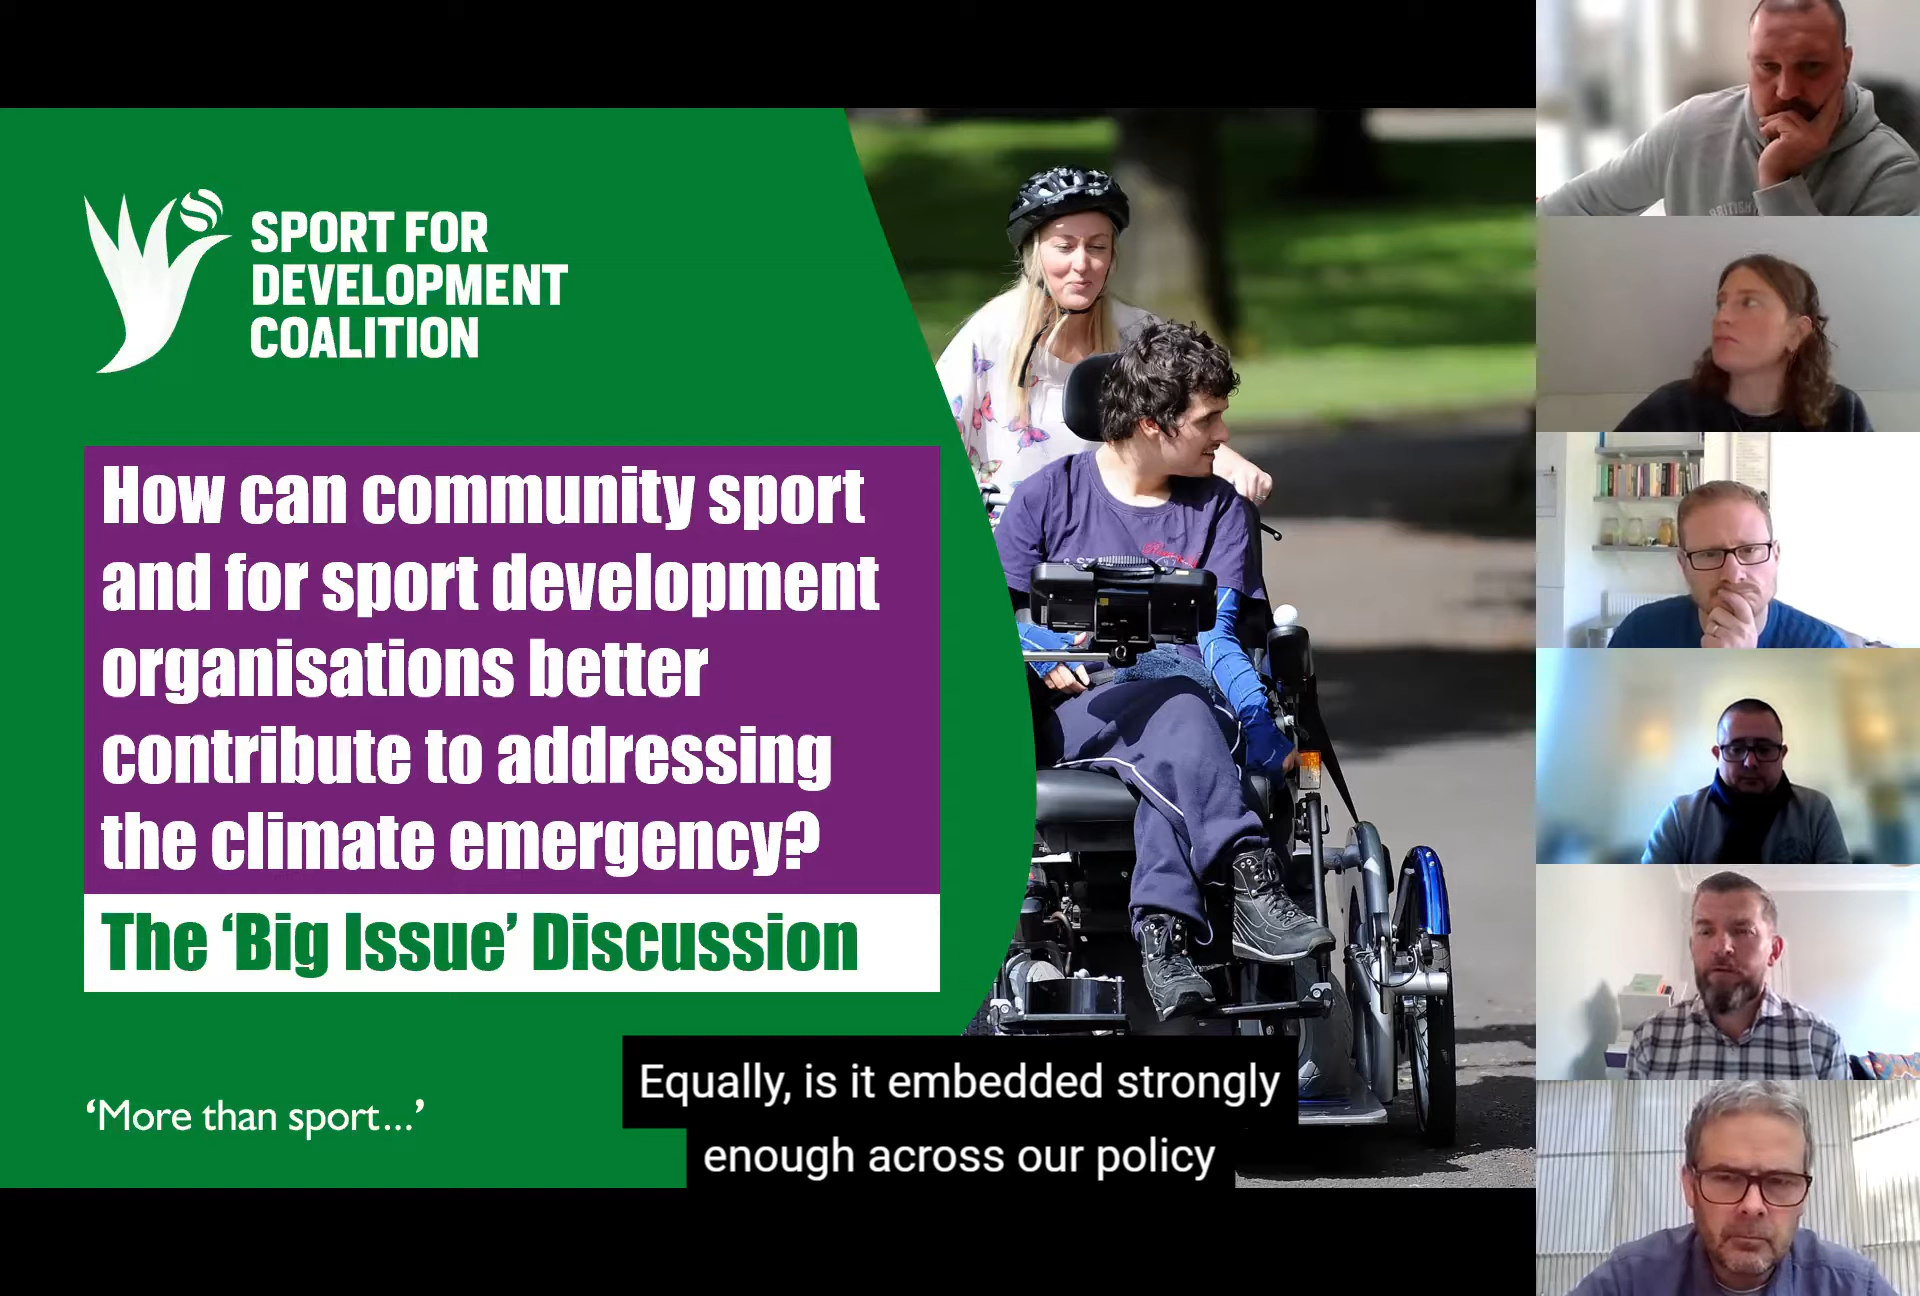 SPORT FOR
DEVELOPMENT
COALITION
How can community sport
and for sport development
organisations better
contribute to addressing
the climate emergency?
The ‘Big Issue’ Discussion
‘More than sport...’
Equally, is it embedded strongly
enough across our policy
BRITISH